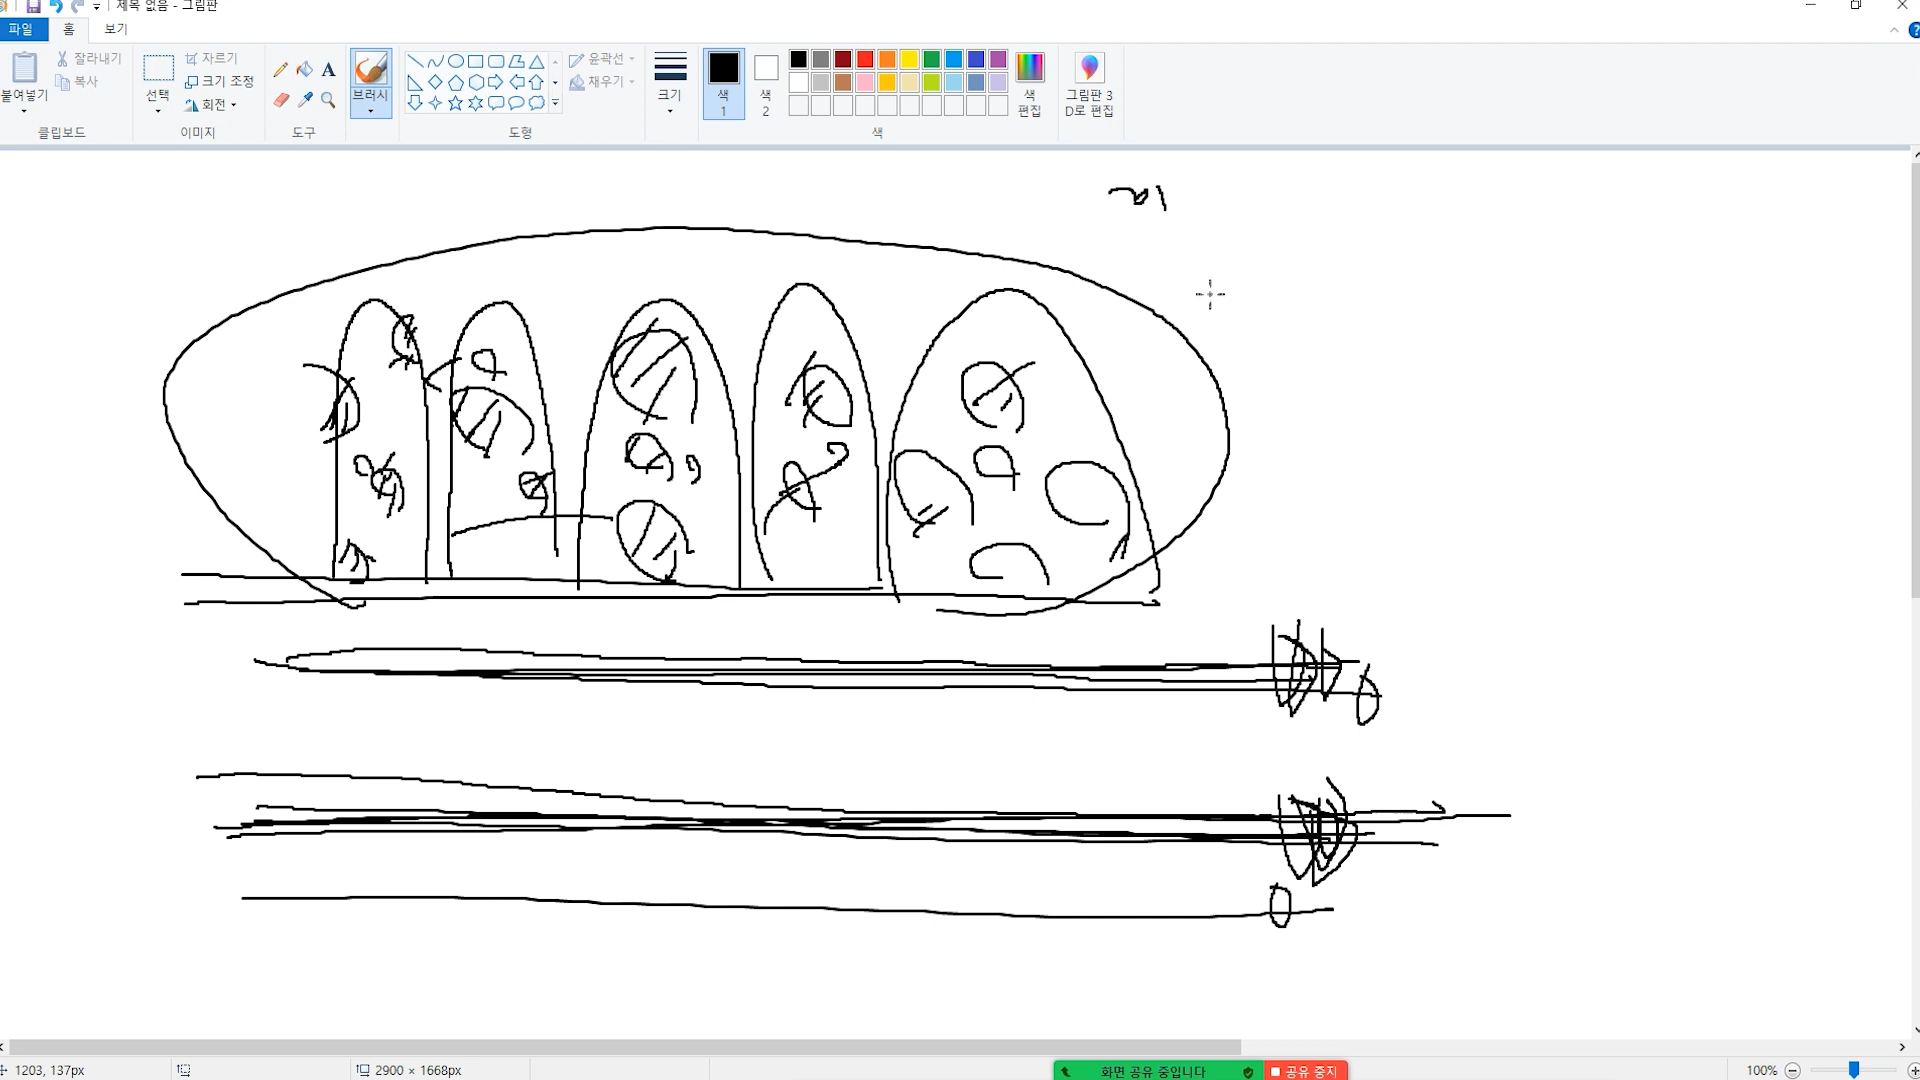 제목 없음 - 그림판
파일 홈 보기
붙여넣기
잘라내기
복사
클립보드
선택
자르기
크기 조정
회전
이미지
도구
브러시
윤곽선
채우기
도형
크기
색
1
색
2
색
편집
색
그림판 3
D로 편집
1203, 137px
2900 × 1668px
화면 공유 중입니다
공유 중지
100%